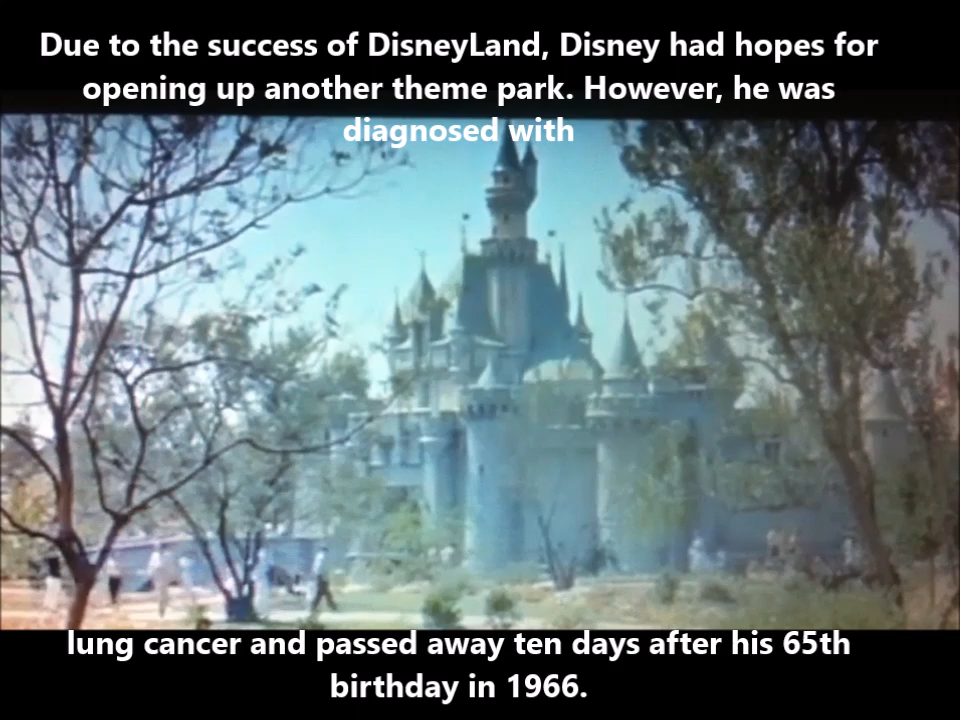 Due to the success of DisneyLand, Disney had hopes for
opening up another theme park. However, he was
diagnosed with
lung cancer and passed away ten days after his 65th
birthday in 1966.